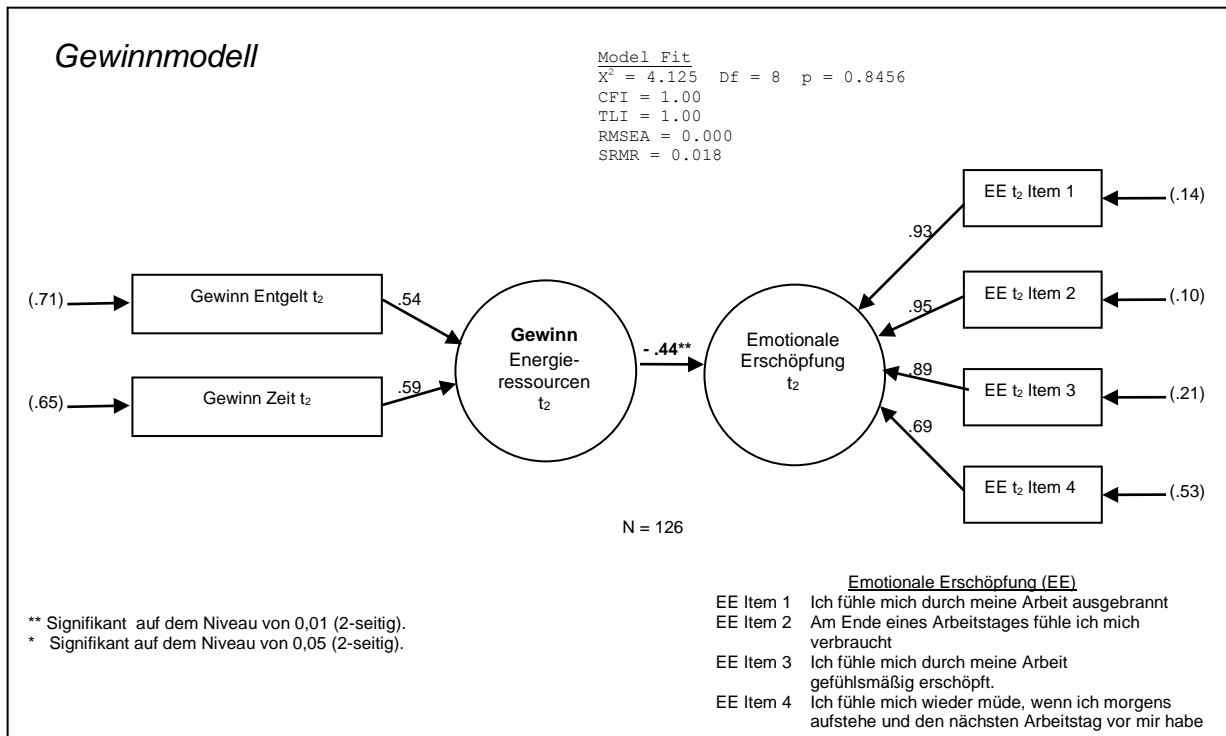 Gewinnmodell
Model Fit
X² = 4.125 Df = 8 p = 0.8456
CFI = 1.00
TLI = 1.00
RMSEA = 0.000
SRMR = 0.018
EE t₂ Item 1
(.14)
.93
(.71)
Gewinn Entgelt t₂
.54
EE t₂ Item 2
(.10)
.95
Gewinn
Energie-
ressourcen
t₂
- .44**
Emotionale
Erschöpfung
t₂
(.65)
Gewinn Zeit t₂
.59
.89
EE t₂ Item 3
(.21)
.69
EE t₂ Item 4
(.53)
N = 126
** Signifikant auf dem Niveau von 0,01 (2-seitig).
* Signifikant auf dem Niveau von 0,05 (2-seitig).
Emotionale Erschöpfung (EE)
EE Item 1 Ich fühle mich durch meine Arbeit ausgebrannt
EE Item 2 Am Ende eines Arbeitstages fühle ich mich
verbraucht
EE Item 3 Ich fühle mich durch meine Arbeit
gefühlsmäßig erschöpft.
EE Item 4 Ich fühle mich wieder müde, wenn ich morgens
aufstehe und den nächsten Arbeitstag vor mir habe